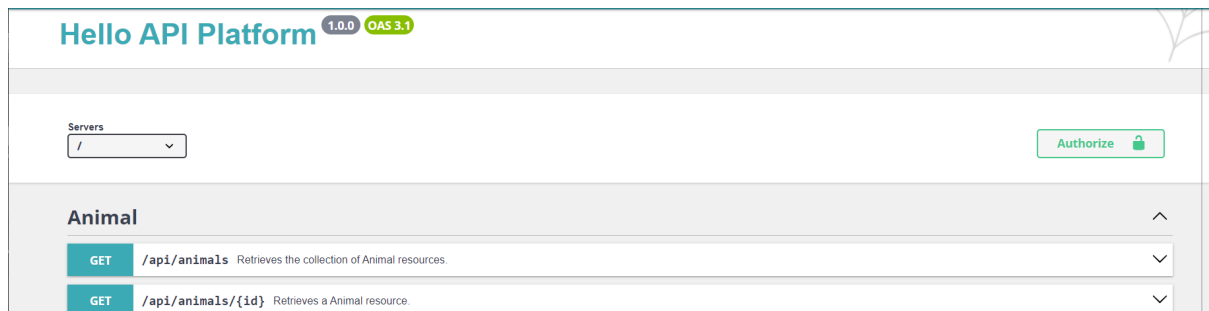 Hello API Platform 1.0.0 OAS 3.1
Servers
/
Authorize
Animal
GET /api/animals Retrieves the collection of Animal resources.
GET /api/animals/{id} Retrieves a Animal resource.